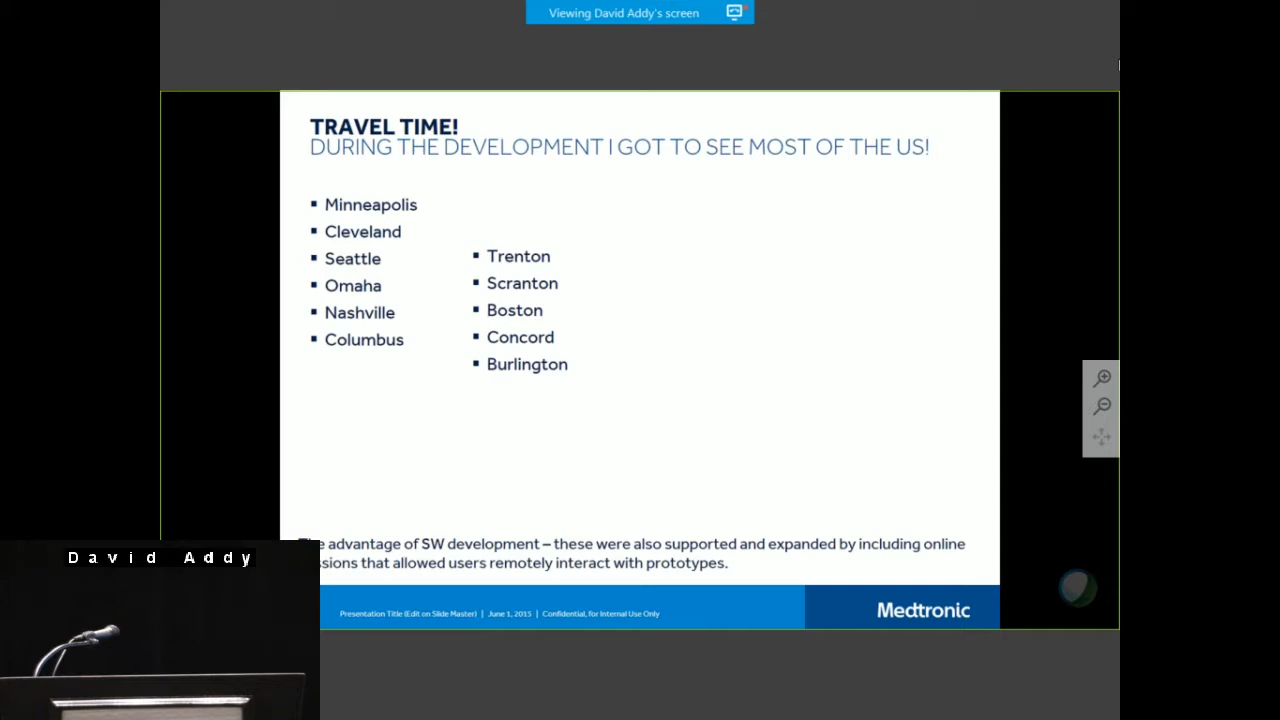 Viewing David Addy's screen
TRAVEL TIME!
DURING THE DEVELOPMENT I GOT TO SEE MOST OF THE US!
Minneapolis
Cleveland
Seattle
Omaha
Nashville
Columbus
Trenton
Scranton
Boston
Concord
Burlington
advantage of SW development – these were also supported and expanded by including online
that allowed users remotely interact with prototypes.
Presentation Title (Edit on Slide Master) | June 1, 2015 | Confidential, for Internal Use Only
Medtronic
David Addy